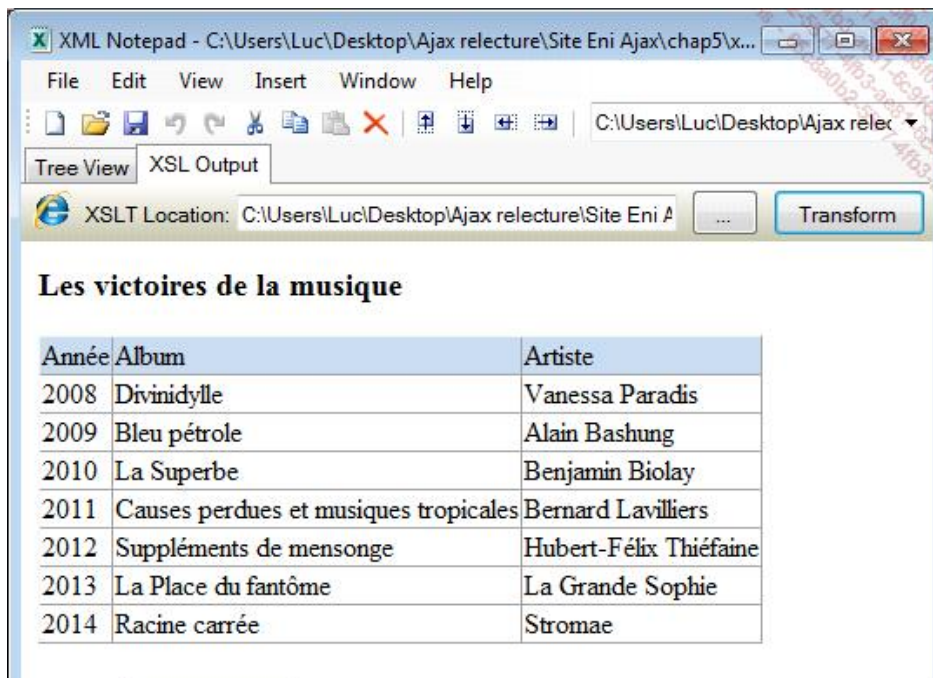 XML Notepad - C:\Users\Luc\Desktop\Ajax relecture\Site Eni Ajax\chap5\x...
File Edit View Insert Window Help
C:\Users\Luc\Desktop\Ajax relec
Tree View XSL Output
XSLT Location: C:\Users\Luc\Desktop\Ajax relecture\Site Eni A ... Transform
Les victoires de la musique
Année Album Artiste
2008 Divinidylle Vanessa Paradis
2009 Bleu pétrole Alain Bashung
2010 La Superbe Benjamin Biolay
2011 Causes perdues et musiques tropicales Bernard Lavilliers
2012 Suppléments de mensonge Hubert-Félix Thiéfaine
2013 La Place du fantôme La Grande Sophie
2014 Racine carrée Stromae